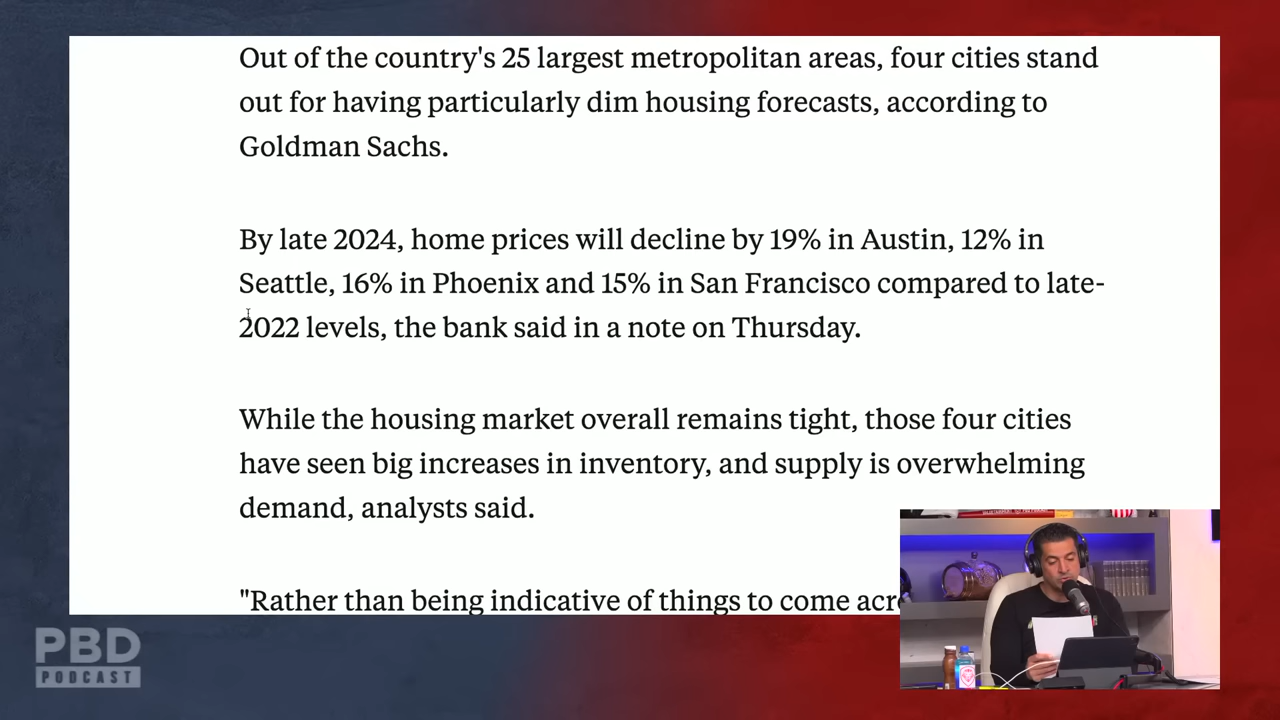 Out of the country's 25 largest metropolitan areas, four cities stand
out for having particularly dim housing forecasts, according to
Goldman Sachs.
By late 2024, home prices will decline by 19% in Austin, 12% in
Seattle, 16% in Phoenix and 15% in San Francisco compared to late-
2022 levels, the bank said in a note on Thursday.
While the housing market overall remains tight, those four cities
have seen big increases in inventory, and supply is overwhelming
demand, analysts said.
"Rather than being indicative of things to come
PBD
PODCAST